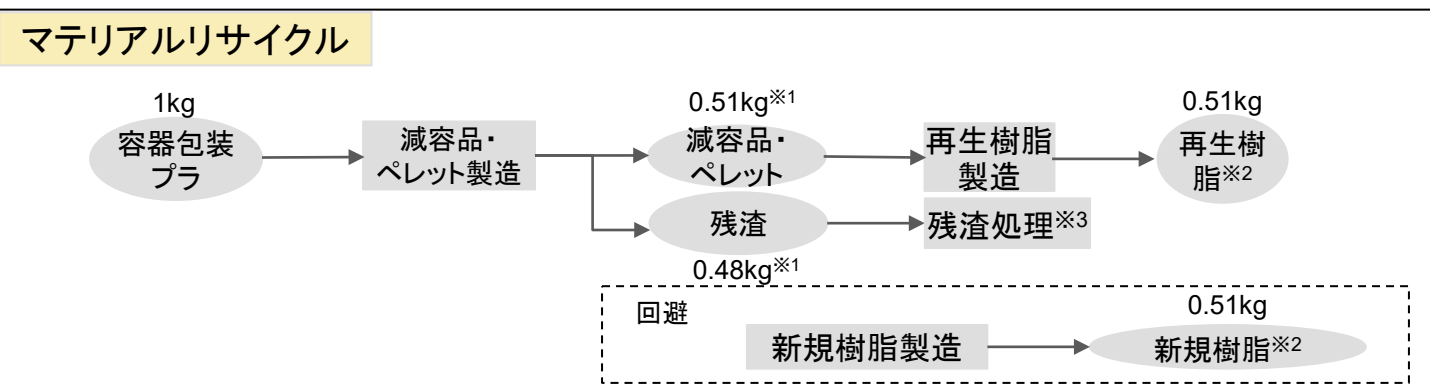 マテリアルリサイクル
1kg
容器包装
プラ
減容品・
ペレット製造
0.51kg※1
減容品・
ペレット
再生樹脂
製造
0.51kg
再生樹
脂※2
残渣
0.48kg※1
残渣処理※3
回避
新規樹脂製造
0.51kg
新規樹脂※2